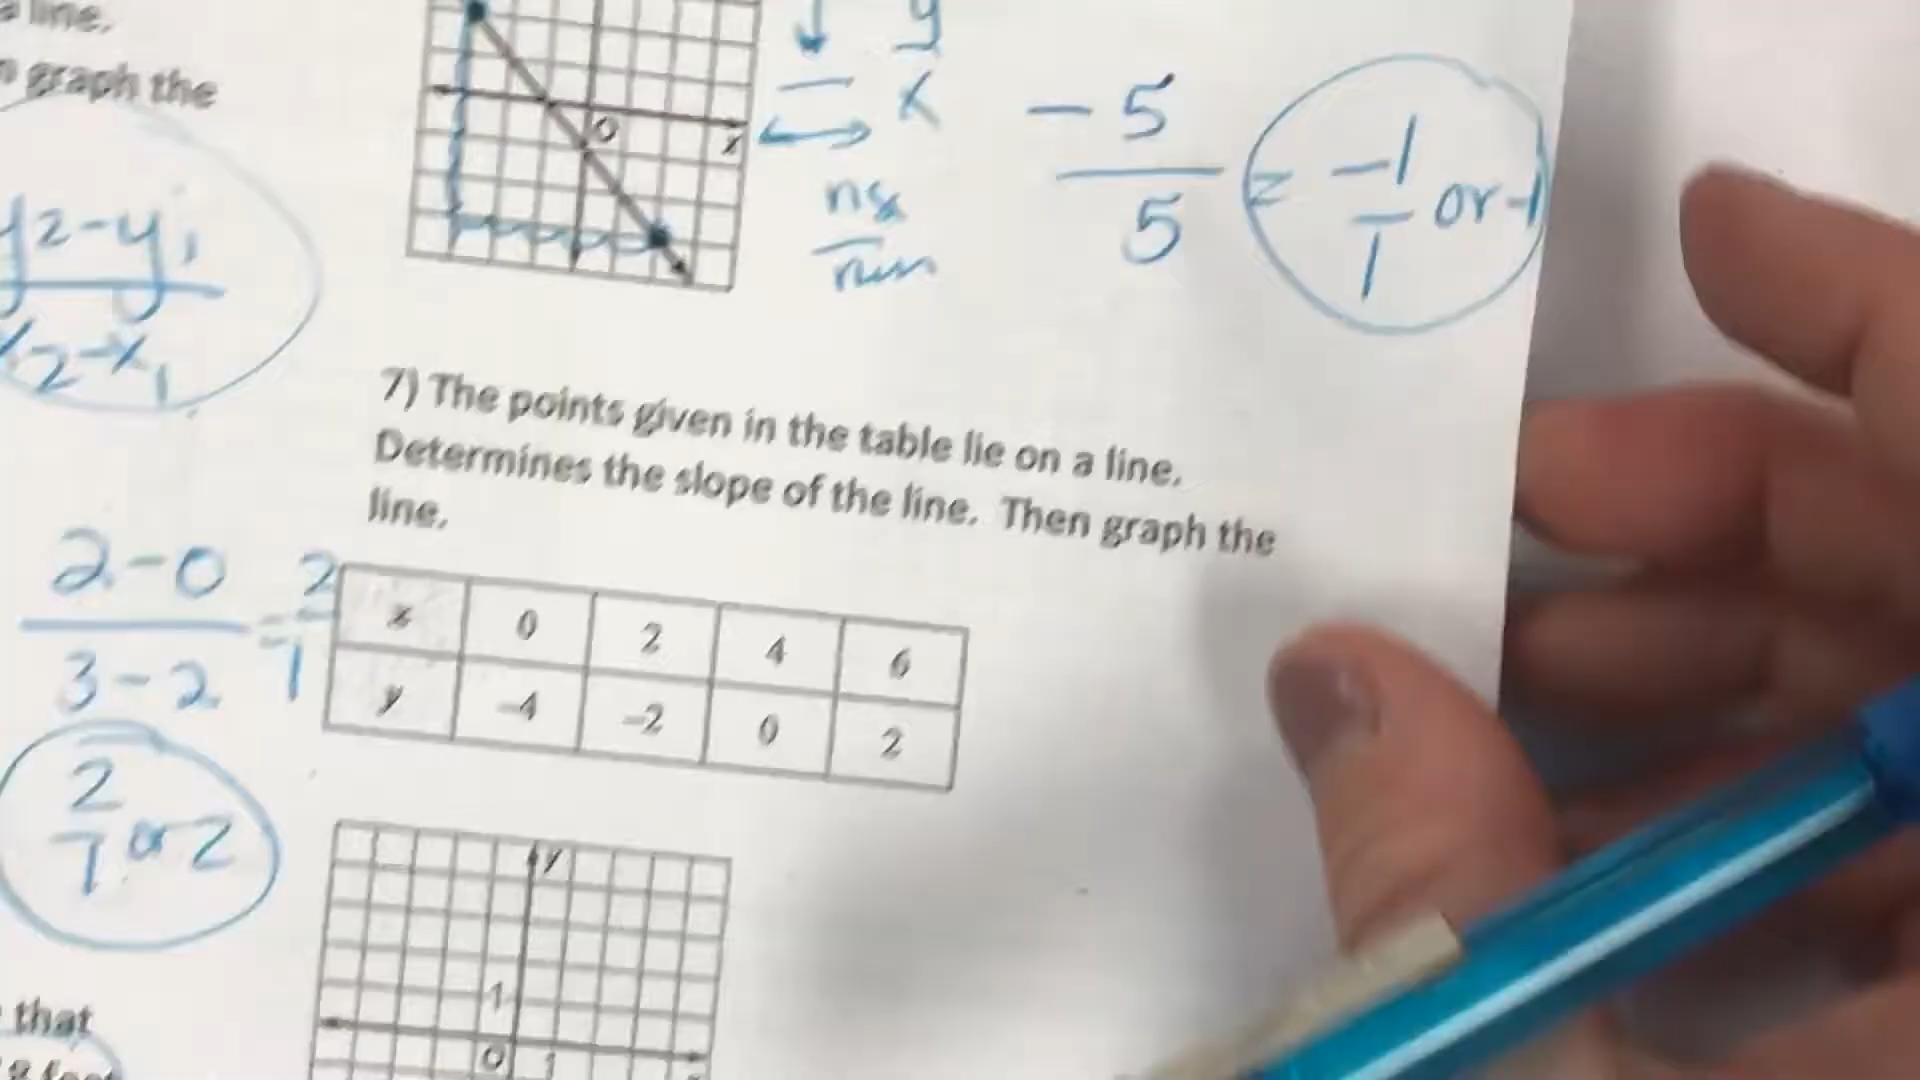 line.
graph the
y2-y1
x2-x1
O
x
y
x
rise
run
-5
5
= -1
1
or -1
7) The points given in the table lie on a line.
Determines the slope of the line. Then graph the
line.
2-0
3-2
= 2
1
x 0 2 4 6
y -4 -2 0 2
2
1
or 2
y
1
O 1
that